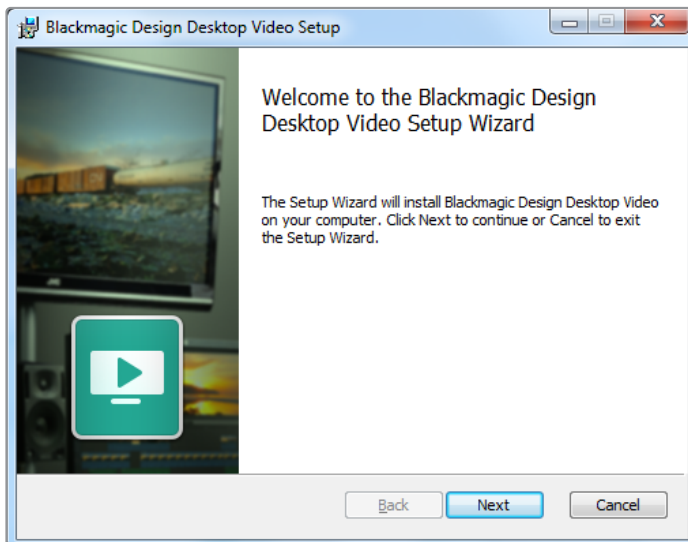 Blackmagic Design Desktop Video Setup
Welcome to the Blackmagic Design
Desktop Video Setup Wizard
The Setup Wizard will install Blackmagic Design Desktop Video
on your computer. Click Next to continue or Cancel to exit
the Setup Wizard.
JVC
Back
Next
Cancel